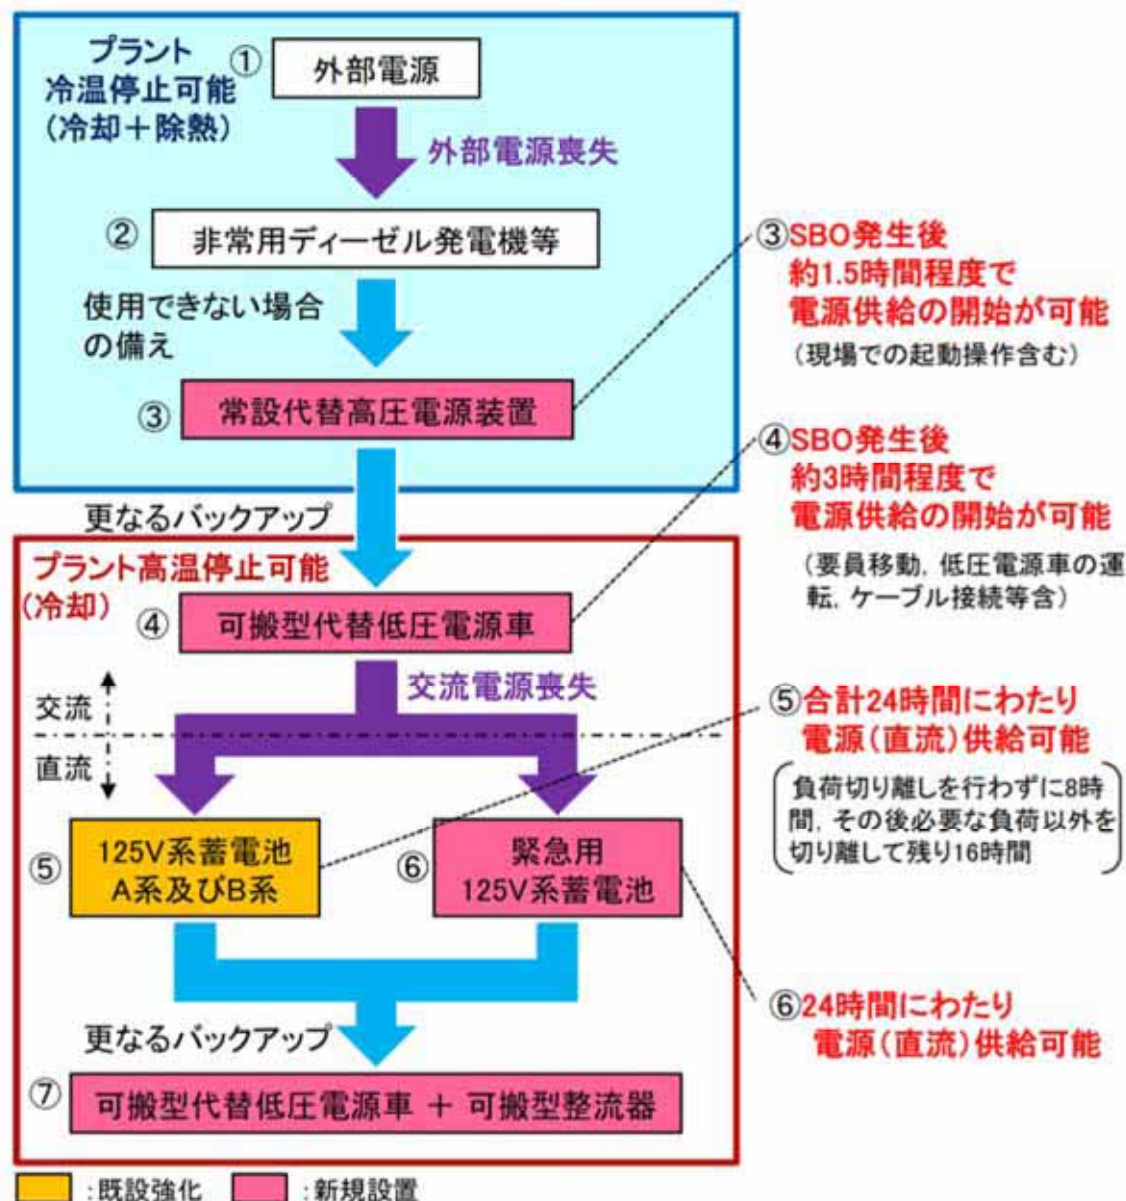 プラント
冷温停止可能
(冷却＋除熱)
①
外部電源
外部電源喪失
②
非常用ディーゼル発電機等
使用できない場合
の備え
③
常設代替高圧電源装置
更なるバックアップ
プラント高温停止可能
(冷却)
④
可搬型代替低圧電源車
交流電源喪失
交流
直流
⑤
125V系蓄電池
A系及びB系
⑥
緊急用
125V系蓄電池
更なるバックアップ
⑦
可搬型代替低圧電源車 ＋ 可搬型整流器
:既設強化
:新規設置
③SBO発生後
約1.5時間程度で
電源供給の開始が可能
(現場での起動操作含む)
④SBO発生後
約3時間程度で
電源供給の開始が可能
(要員移動, 低圧電源車の運
転, ケーブル接続等含)
⑤合計24時間にわたり
電源(直流)供給可能
負荷切り離しを行わずに8時
間, その後必要な負荷以外を
切り離して残り16時間
⑥24時間にわたり
電源(直流)供給可能